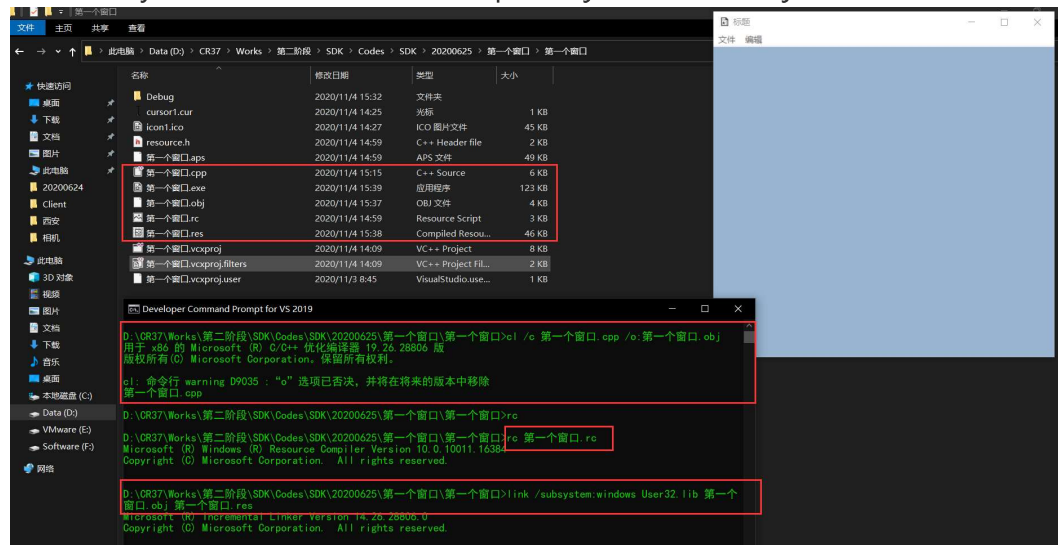 第一个窗口
文件 主页 共享 查看
此电脑 > Data (D:) > CR37 > Works > 第二阶段 > SDK > Codes > SDK > 20200625 > 第一个窗口 > 第一个窗口
名称 修改日期 类型 大小
快速访问
桌面
下载
文档
图片
此电脑
20200624
Client
西安
相机
此电脑
3D 对象
视频
图片
文档
下载
音乐
桌面
本地磁盘 (C:)
Data (D:)
VMware (E:)
Software (F:)
网络
Debug 2020/11/4 15:32 文件夹
cursor1.cur 2020/11/4 14:25 光标 1 KB
icon1.ico 2020/11/4 14:27 ICO 图片文件 45 KB
resource.h 2020/11/4 14:59 C++ Header file 2 KB
第一个窗口.aps 2020/11/4 14:59 APS 文件 49 KB
第一个窗口.cpp 2020/11/4 15:15 C++ Source 6 KB
第一个窗口.exe 2020/11/4 15:39 应用程序 123 KB
第一个窗口.obj 2020/11/4 15:37 OBJ 文件 4 KB
第一个窗口.rc 2020/11/4 14:59 Resource Script 3 KB
第一个窗口.res 2020/11/4 15:38 Compiled Resou... 46 KB
第一个窗口.vcxproj 2020/11/4 14:09 VC++ Project 8 KB
第一个窗口.vcxproj.filters 2020/11/4 14:09 VC++ Project Fil... 2 KB
第一个窗口.vcxproj.user 2020/11/3 8:45 VisualStudio.use... 1 KB
标题
文件 编辑
Developer Command Prompt for VS 2019
D:\CR37\Works\第二阶段\SDK\Codes\SDK\20200625\第一个窗口\第一个窗口>cl /c 第一个窗口.cpp /o:第一个窗口.obj
用于 x86 的 Microsoft (R) C/C++ 优化编译器 19.26.28806 版
版权所有(C) Microsoft Corporation。保留所有权利。
cl: 命令行 warning D9035 : “o”选项已否决，并将在将来的版本中移除
第一个窗口.cpp
D:\CR37\Works\第二阶段\SDK\Codes\SDK\20200625\第一个窗口\第一个窗口>rc
D:\CR37\Works\第二阶段\SDK\Codes\SDK\20200625\第一个窗口\第一个窗口>rc 第一个窗口.rc
Microsoft (R) Windows (R) Resource Compiler Version 10.0.10011.16384
Copyright (C) Microsoft Corporation. All rights reserved.
D:\CR37\Works\第二阶段\SDK\Codes\SDK\20200625\第一个窗口\第一个窗口>link /subsystem:windows User32.lib 第一个
窗口.obj 第一个窗口.res
Microsoft (R) Incremental Linker Version 14.26.28806.0
Copyright (C) Microsoft Corporation. All rights reserved.